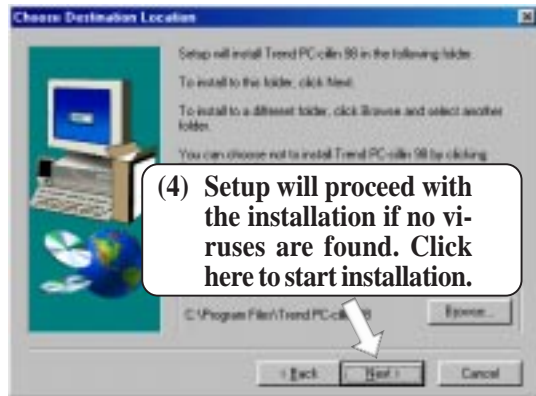 Choose Destination Location
Setup will install Trend PC-cillin 98 in the following folder.
To install to this folder, click Next.
To install to a different folder, click Browse and select another
folder.
You can choose not to install Trend PC-cillin 98 by clicking
(4) Setup will proceed with
the installation if no vi-
ruses are found. Click
here to start installation.
C:\Program Files\Trend PC-cillin 98
Browse...
< Back
Next >
Cancel